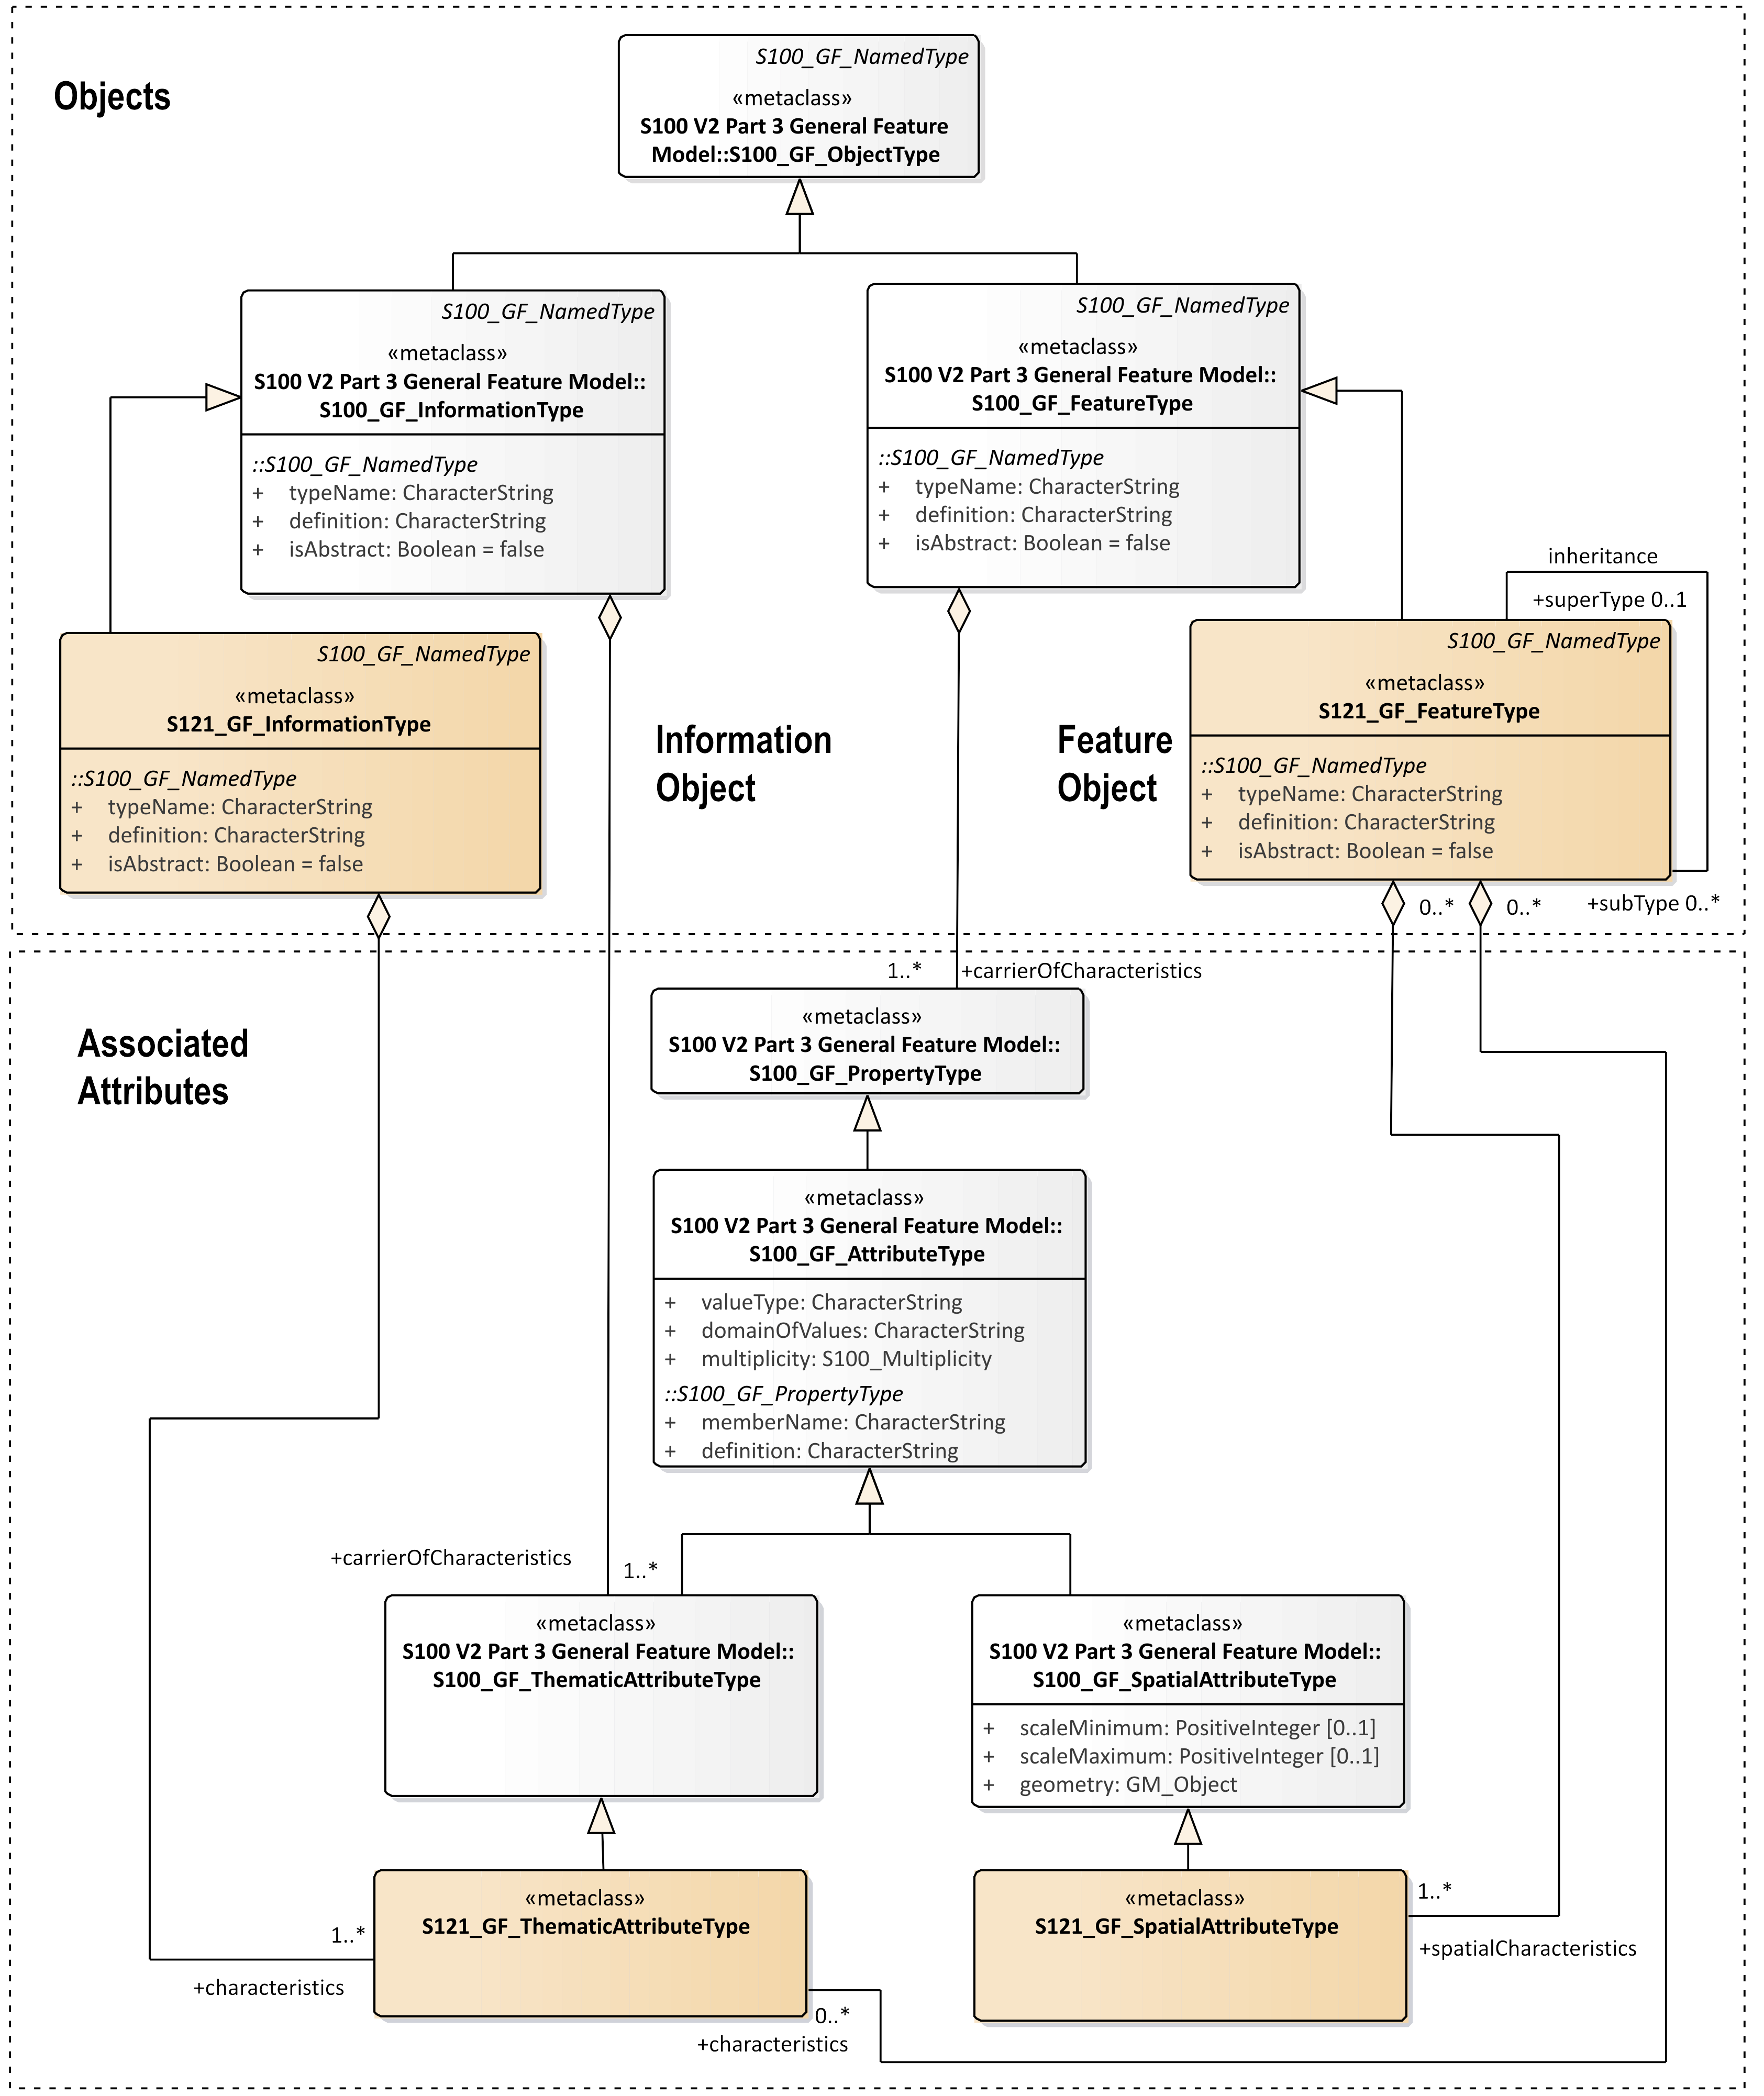 Objects
S100_GF_NamedType
«metaclass»
S100 V2 Part 3 General Feature
Model::S100_GF_ObjectType
S100_GF_NamedType
«metaclass»
S100 V2 Part 3 General Feature Model::
S100_GF_InformationType
::S100_GF_NamedType
+ typeName: CharacterString
+ definition: CharacterString
+ isAbstract: Boolean = false
S100_GF_NamedType
«metaclass»
S100 V2 Part 3 General Feature Model::
S100_GF_FeatureType
::S100_GF_NamedType
+ typeName: CharacterString
+ definition: CharacterString
+ isAbstract: Boolean = false
inheritance
+superType 0..1
S100_GF_NamedType
«metaclass»
S121_GF_InformationType
::S100_GF_NamedType
+ typeName: CharacterString
+ definition: CharacterString
+ isAbstract: Boolean = false
Information
Object
Feature
Object
S100_GF_NamedType
«metaclass»
S121_GF_FeatureType
::S100_GF_NamedType
+ typeName: CharacterString
+ definition: CharacterString
+ isAbstract: Boolean = false
0..*
0..*
+subType 0..*
Associated
Attributes
1..*
+carrierOfCharacteristics
«metaclass»
S100 V2 Part 3 General Feature Model::
S100_GF_PropertyType
«metaclass»
S100 V2 Part 3 General Feature Model::
S100_GF_AttributeType
+ valueType: CharacterString
+ domainOfValues: CharacterString
+ multiplicity: S100_Multiplicity
::S100_GF_PropertyType
+ memberName: CharacterString
+ definition: CharacterString
+carrierOfCharacteristics
1..*
«metaclass»
S100 V2 Part 3 General Feature Model::
S100_GF_ThematicAttributeType
«metaclass»
S100 V2 Part 3 General Feature Model::
S100_GF_SpatialAttributeType
+ scaleMinimum: PositiveInteger [0..1]
+ scaleMaximum: PositiveInteger [0..1]
+ geometry: GM_Object
«metaclass»
S121_GF_ThematicAttributeType
«metaclass»
S121_GF_SpatialAttributeType
1..*
+spatialCharacteristics
1..*
+characteristics
0..*
+characteristics